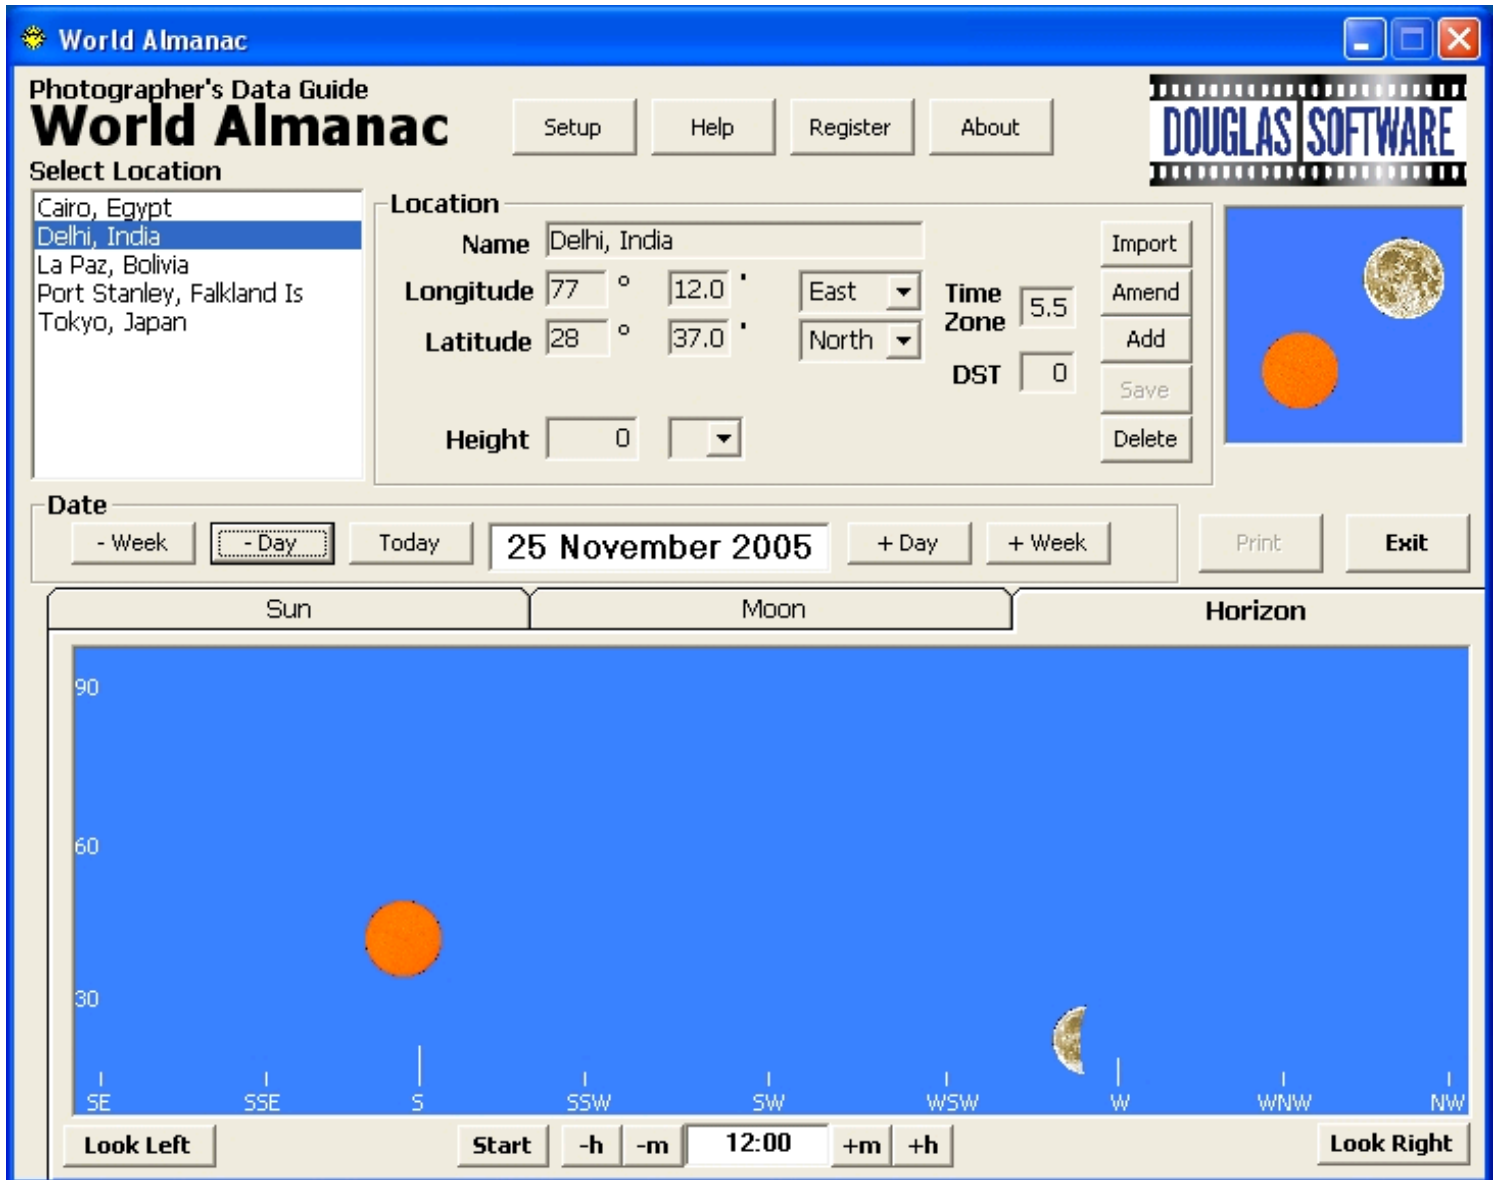 World Almanac
Photographer's Data Guide
World Almanac
Setup Help Register About
DOUGLAS SOFTWARE
Select Location
Cairo, Egypt
Delhi, India
La Paz, Bolivia
Port Stanley, Falkland Is
Tokyo, Japan
Location
Name Delhi, India
Longitude 77 ° 12.0 ' East
Latitude 28 ° 37.0 ' North
Time Zone 5.5
DST 0
Height 0
Import
Amend
Add
Save
Delete
Date
- Week - Day Today 25 November 2005 + Day + Week Print Exit
Sun Moon Horizon
90
60
30
SE SSE S SSW SW WSW W WNW NW
Look Left Start -h -m 12:00 +m +h Look Right